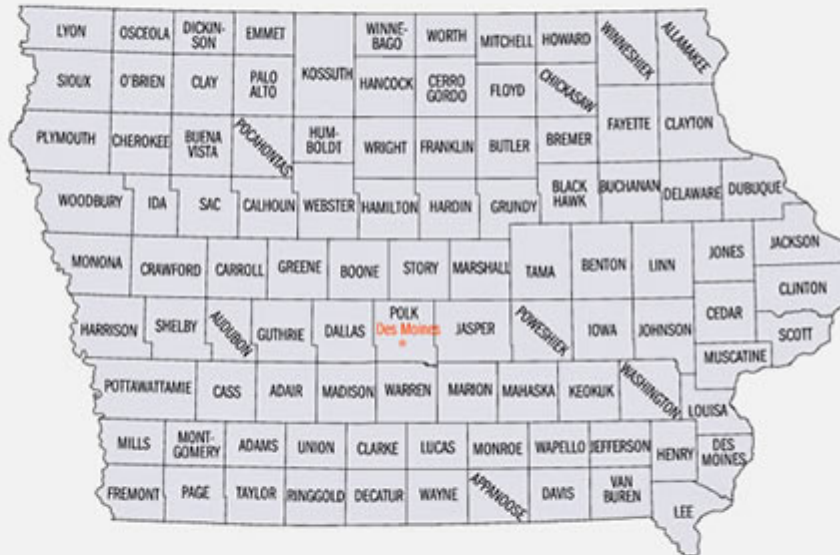 LYON
OSCEOLA
DICKIN-
SON
EMMET
WINNE-
BAGO
WORTH
MITCHELL
HOWARD
WINNESHIEK
ALLAMAKEE
KOSSUTH
SIOUX
O'BRIEN
CLAY
PALO
ALTO
HANCOCK
CERRO
GORDO
FLOYD
CHICKASAW
FAYETTE
CLAYTON
PLYMOUTH
CHEROKEE
BUENA
VISTA
POCAHONTAS
HUM-
BOLDT
WRIGHT
FRANKLIN
BUTLER
BREMER
WOODBURY
IDA
SAC
CALHOUN
WEBSTER
HAMILTON
HARDIN
GRUNDY
BLACK
HAWK
BUCHANAN
DELAWARE
DUBUQUE
MONONA
CRAWFORD
CARROLL
GREENE
BOONE
STORY
MARSHALL
TAMA
BENTON
LINN
JONES
JACKSON
CLINTON
HARRISON
SHELBY
AUDUBON
GUTHRIE
DALLAS
POLK
Des Moines
JASPER
POWESHIEK
IOWA
JOHNSON
CEDAR
SCOTT
MUSCATINE
POTTAWATTAMIE
CASS
ADAIR
MADISON
WARREN
MARION
MAHASKA
KEOKUK
WASHINGTON
LOUISA
MILLS
MONT-
GOMERY
ADAMS
UNION
CLARKE
LUCAS
MONROE
WAPELLO
JEFFERSON
HENRY
DES
MOINES
FREMONT
PAGE
TAYLOR
RINGGOLD
DECATUR
WAYNE
APPANOOSE
DAVIS
VAN
BUREN
LEE